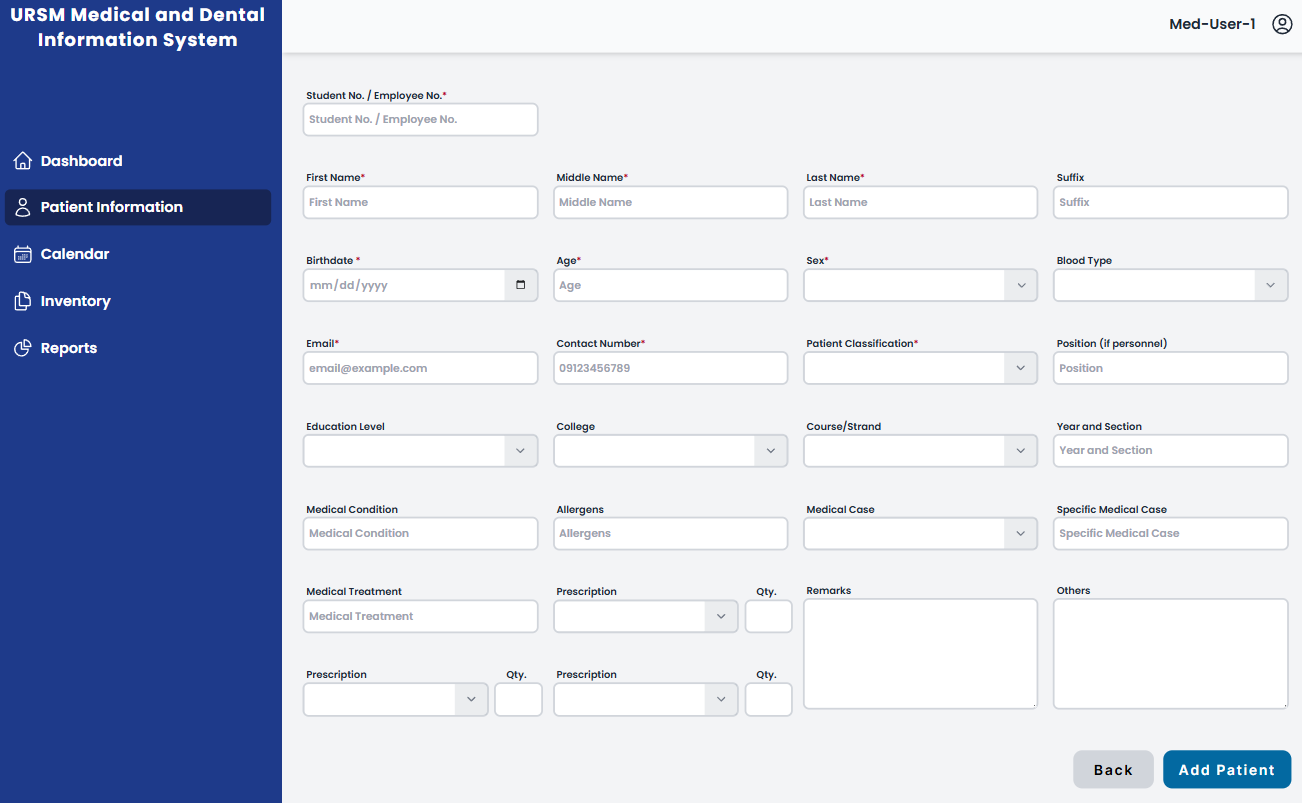 URSM Medical and Dental
Information System
Med-User-1
Dashboard
Patient Information
Calendar
Inventory
Reports
Student No. / Employee No.*
Student No. / Employee No.
First Name* Middle Name* Last Name* Suffix
First Name Middle Name Last Name Suffix
Birthdate * Age* Sex* Blood Type
mm/dd/yyyy Age
Email* Contact Number* Patient Classification* Position (if personnel)
email@example.com 09123456789 Position
Education Level College Course/Strand Year and Section
Year and Section
Medical Condition Allergens Medical Case Specific Medical Case
Medical Condition Allergens Specific Medical Case
Medical Treatment Prescription Qty. Remarks Others
Medical Treatment
Prescription Qty. Prescription Qty.
Back Add Patient